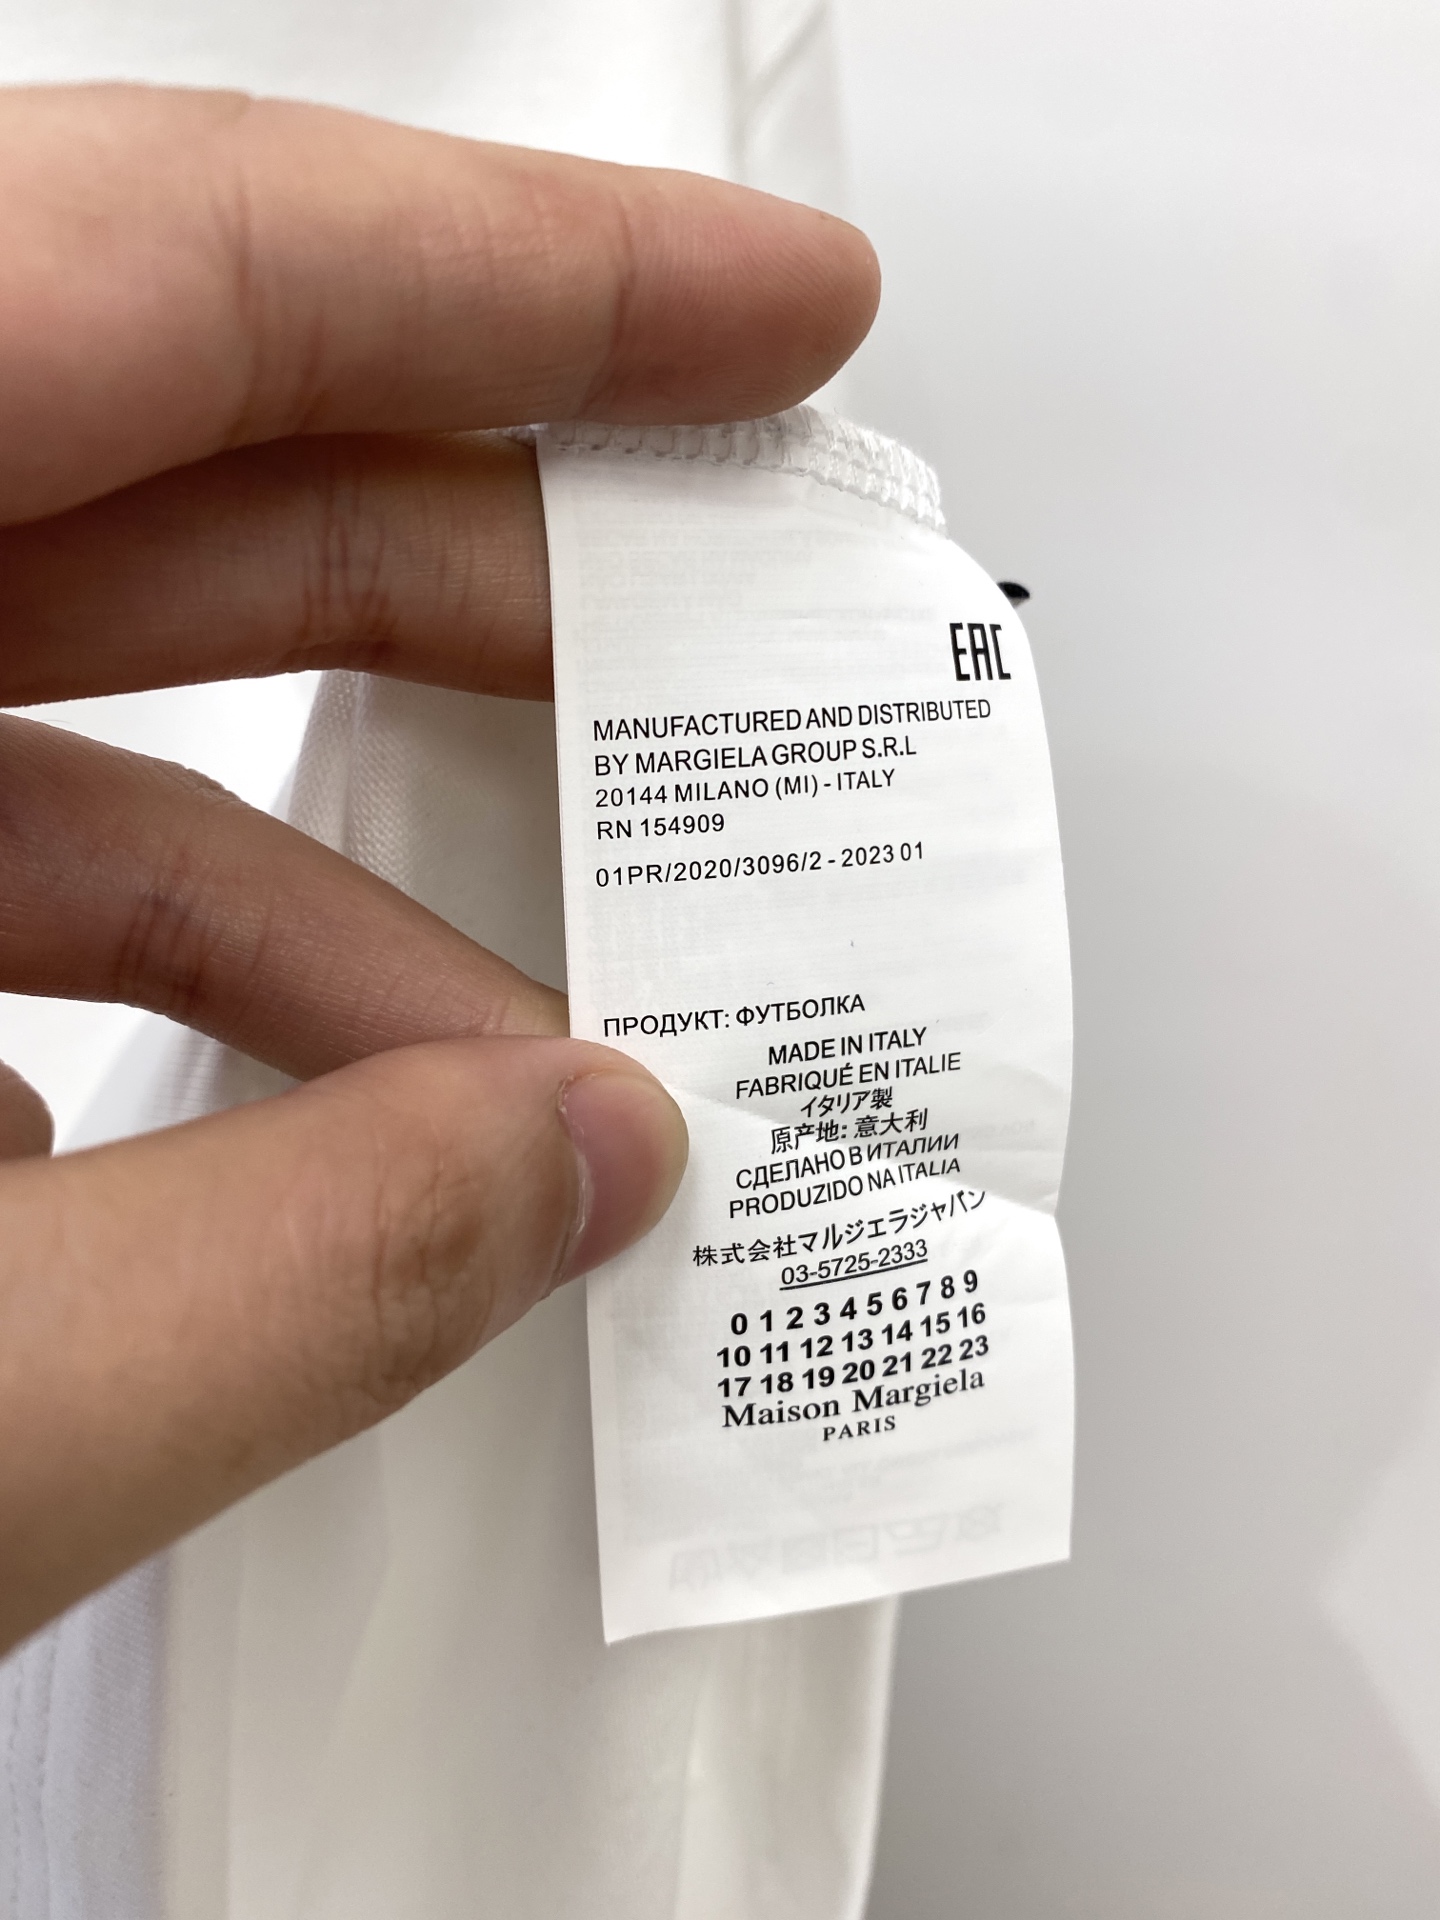 EAC
MANUFACTURED AND DISTRIBUTED
BY MARGIELA GROUP S.R.L
20144 MILANO (MI) - ITALY
RN 154909
01PR/2020/3096/2 - 2023 01
ПРОДУКТ: ФУТБОЛКА
MADE IN ITALY
FABRIQUÉ EN ITALIE
イタリア製
原产地: 意大利
СДЕЛАНО В ИТАЛИИ
PRODUZIDO NA ITALIA
株式会社マルジェラジャパン
03-5725-2333
0 1 2 3 4 5 6 7 8 9
10 11 12 13 14 15 16
17 18 19 20 21 22 23
Maison Margiela
PARIS